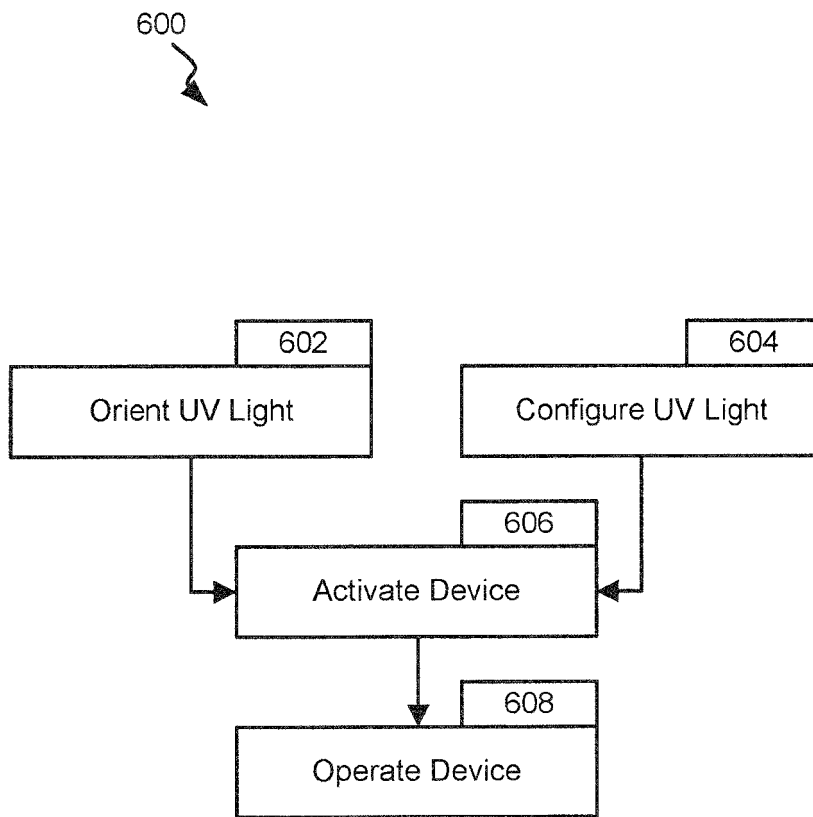 600
602
Orient UV Light
604
Configure UV Light
606
Activate Device
608
Operate Device